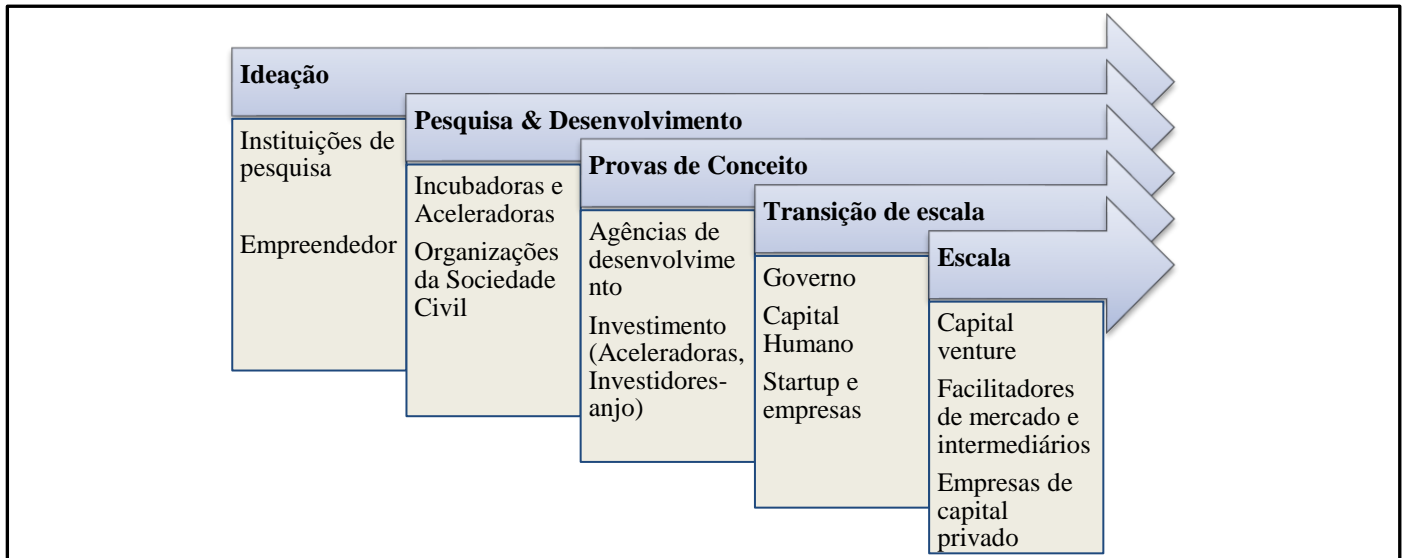 Ideação
Instituições de
pesquisa
Empreendedor
Pesquisa & Desenvolvimento
Incubadoras e
Aceleradoras
Organizações
da Sociedade
Civil
Provas de Conceito
Agências de
desenvolvime
nto
Investimento
(Aceleradoras,
Investidores-
anjo)
Transição de escala
Governo
Capital
Humano
Startup e
empresas
Escala
Capital
venture
Facilitadores
de mercado e
intermediários
Empresas de
capital
privado